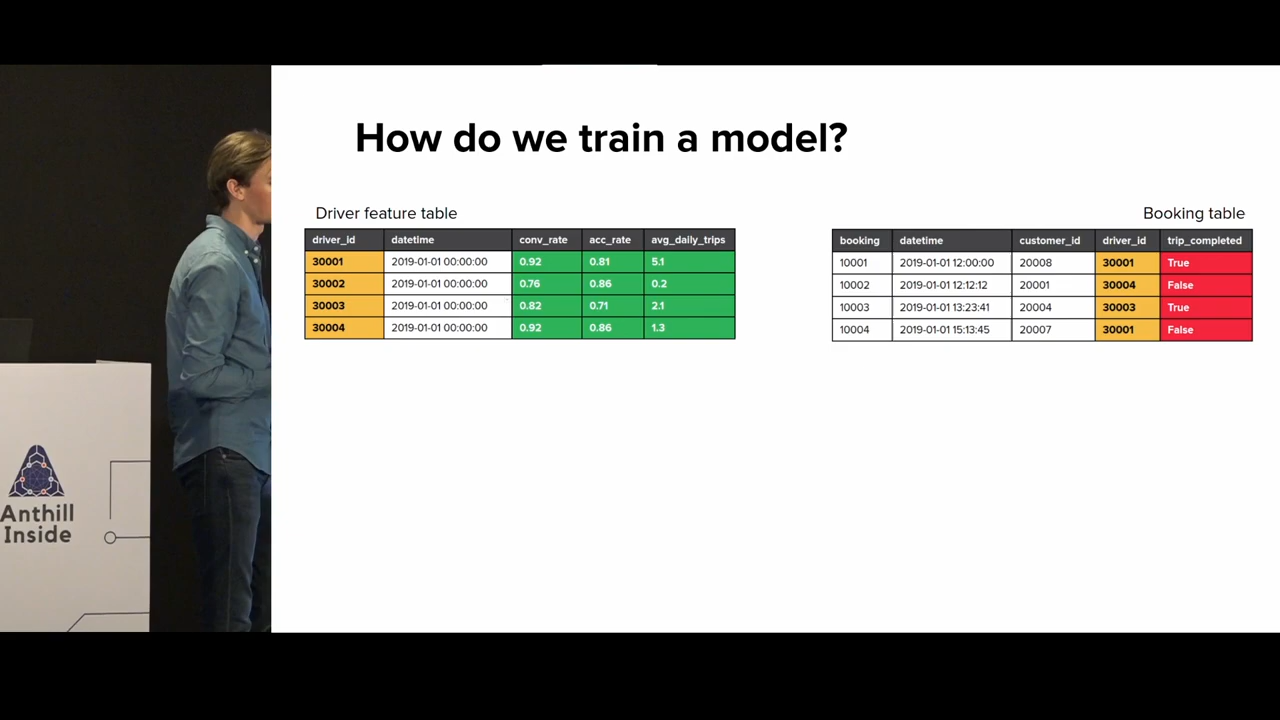 How do we train a model?
Driver feature table
driver_id datetime conv_rate acc_rate avg_daily_trips
30001 2019-01-01 00:00:00 0.92 0.81 5.1
30002 2019-01-01 00:00:00 0.76 0.86 0.2
30003 2019-01-01 00:00:00 0.82 0.71 2.1
30004 2019-01-01 00:00:00 0.92 0.86 1.3
Booking table
booking datetime customer_id driver_id trip_completed
10001 2019-01-01 12:00:00 20008 30001 True
10002 2019-01-01 12:12:12 20001 30004 False
10003 2019-01-01 13:23:41 20004 30003 True
10004 2019-01-01 15:13:45 20007 30001 False
Anthill
Inside